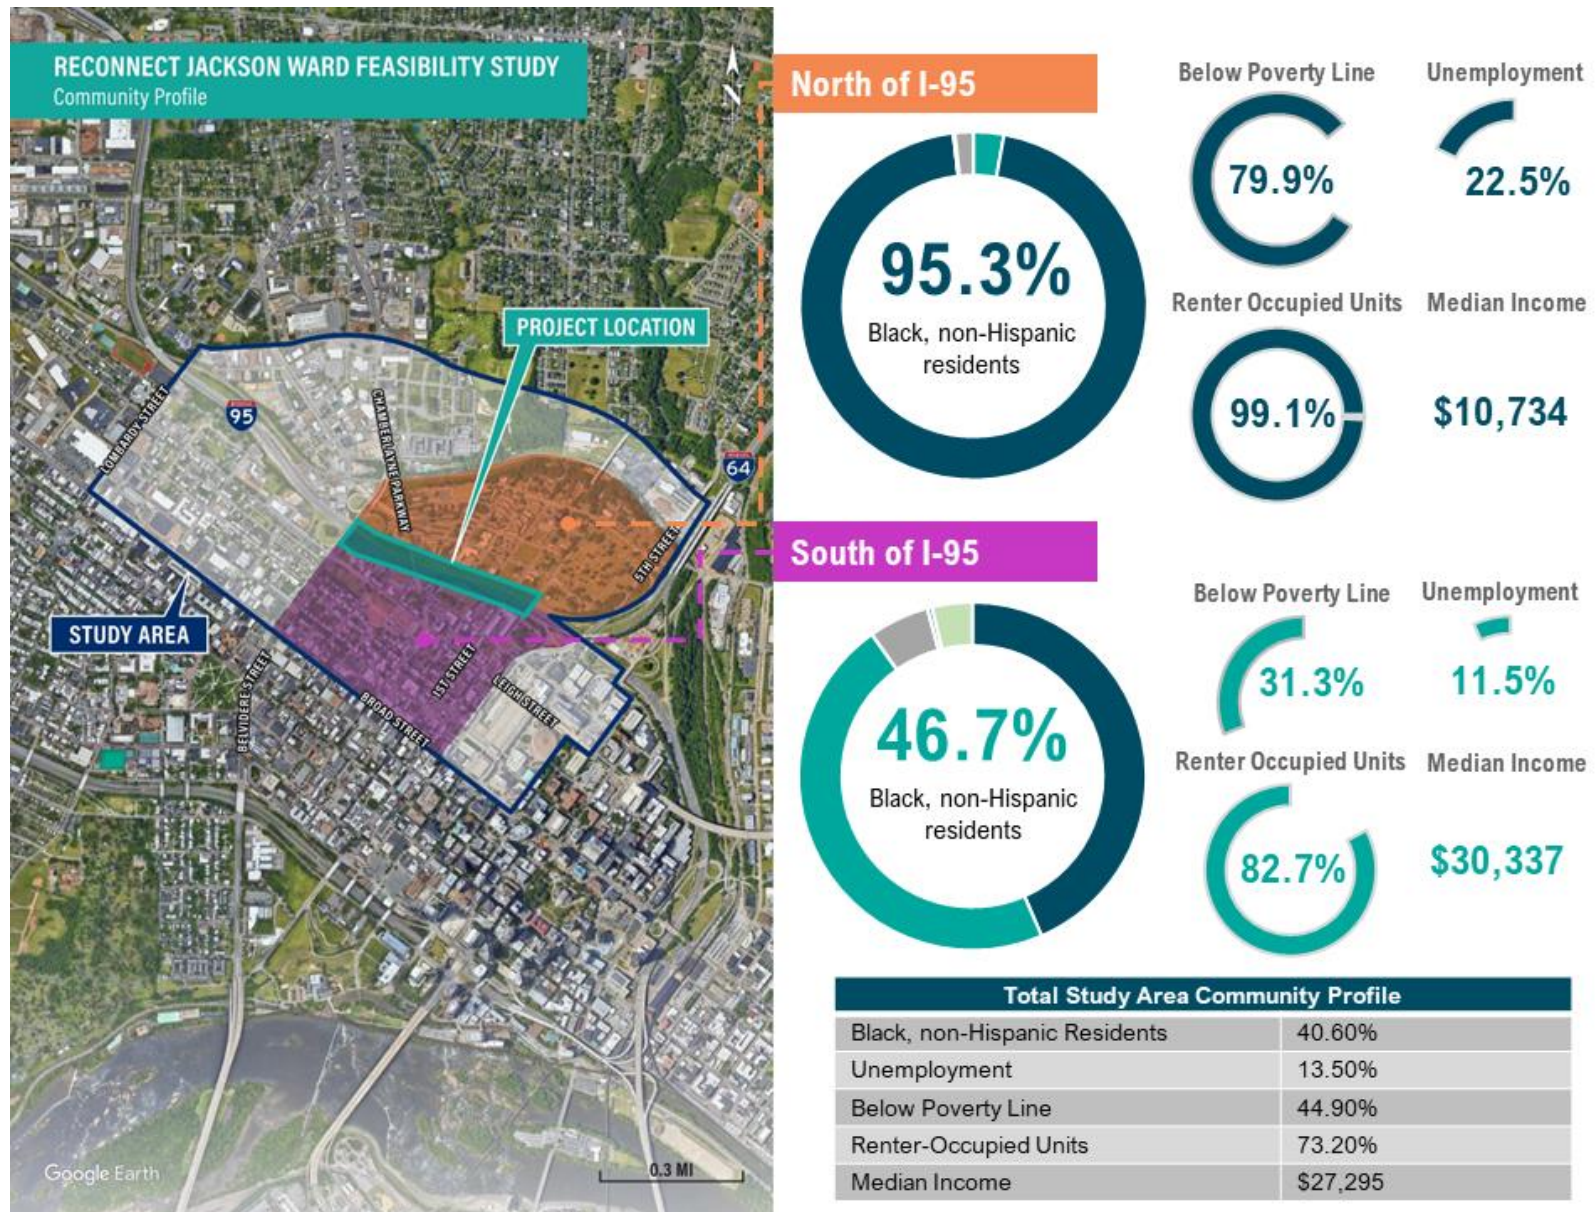 RECONNECT JACKSON WARD FEASIBILITY STUDY
Community Profile
N
PROJECT LOCATION
LOMBARDY STREET
95
CHAMBERLAYNE PARKWAY
64
5TH STREET
STUDY AREA
BELVIDERE STREET
1ST STREET
LEIGH STREET
BROAD STREET
Google Earth
0.3 MI
North of I-95
95.3%
Black, non-Hispanic
residents
Below Poverty Line
79.9%
Unemployment
22.5%
Renter Occupied Units
99.1%
Median Income
$10,734
South of I-95
46.7%
Black, non-Hispanic
residents
Below Poverty Line
31.3%
Unemployment
11.5%
Renter Occupied Units
82.7%
Median Income
$30,337
Total Study Area Community Profile
Black, non-Hispanic Residents 40.60%
Unemployment 13.50%
Below Poverty Line 44.90%
Renter-Occupied Units 73.20%
Median Income $27,295